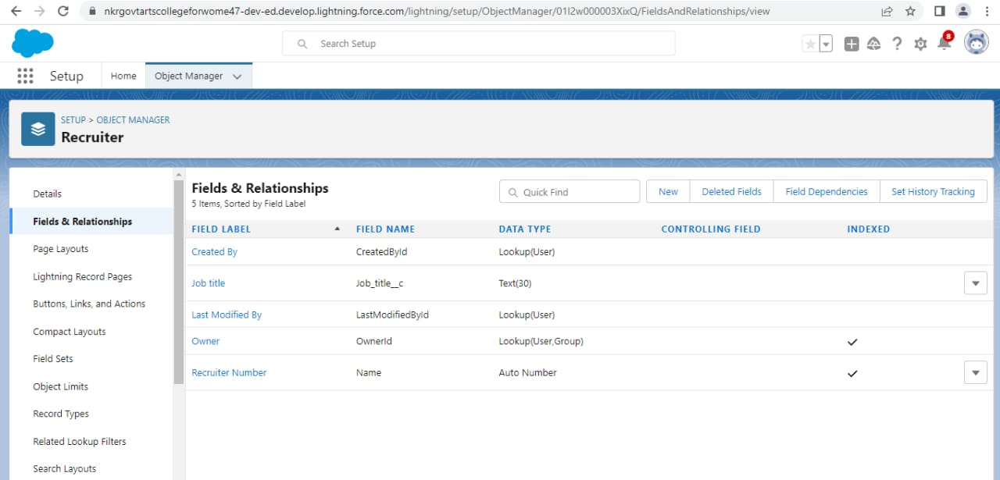 nkrgovtartscollegeforwome47-dev-ed.develop.lightning.force.com/lightning/setup/ObjectManager/01I2w000003XixQ/FieldsAndRelationships/view
Search Setup
8
Setup
Home
Object Manager
SETUP > OBJECT MANAGER
Recruiter
Details
Fields & Relationships
Page Layouts
Lightning Record Pages
Buttons, Links, and Actions
Compact Layouts
Field Sets
Object Limits
Record Types
Related Lookup Filters
Search Layouts
Fields & Relationships
5 Items, Sorted by Field Label
Quick Find
New
Deleted Fields
Field Dependencies
Set History Tracking
FIELD LABEL FIELD NAME DATA TYPE CONTROLLING FIELD INDEXED
Created By CreatedById Lookup(User)
Job title Job_title__c Text(30)
Last Modified By LastModifiedById Lookup(User)
Owner OwnerId Lookup(User,Group)
Recruiter Number Name Auto Number